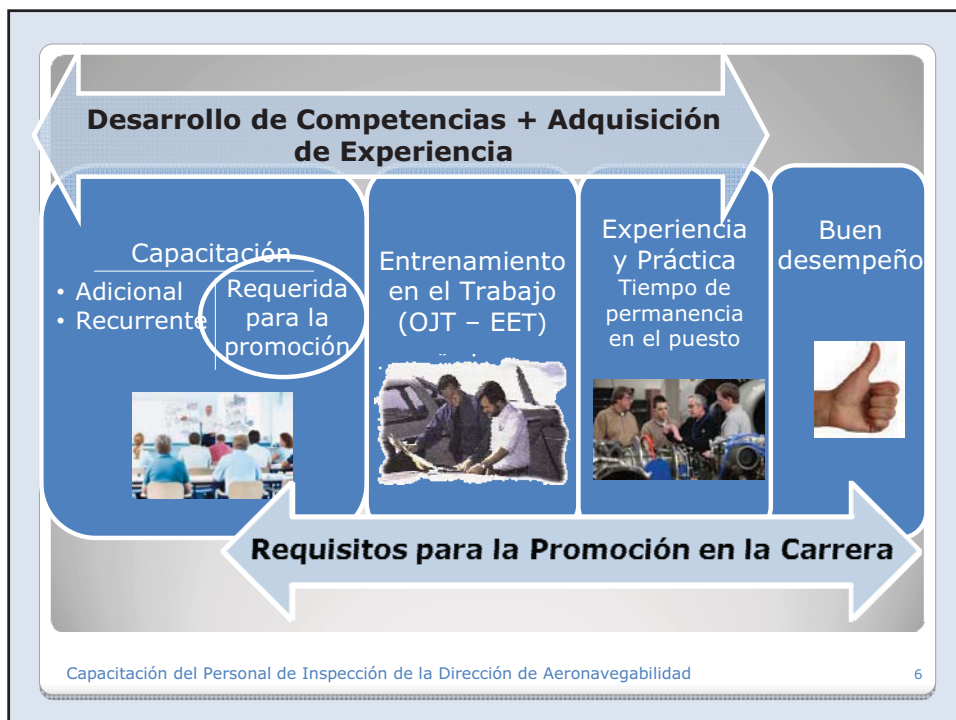 Desarrollo de Competencias + Adquisición
de Experiencia
Capacitación
• Adicional
• Recurrente
Requerida
para la
promoción
Entrenamiento
en el Trabajo
(OJT – EET)
Experiencia
y Práctica
Tiempo de
permanencia
en el puesto
Buen
desempeño
Requisitos para la Promoción en la Carrera
Capacitación del Personal de Inspección de la Dirección de Aeronavegabilidad
6